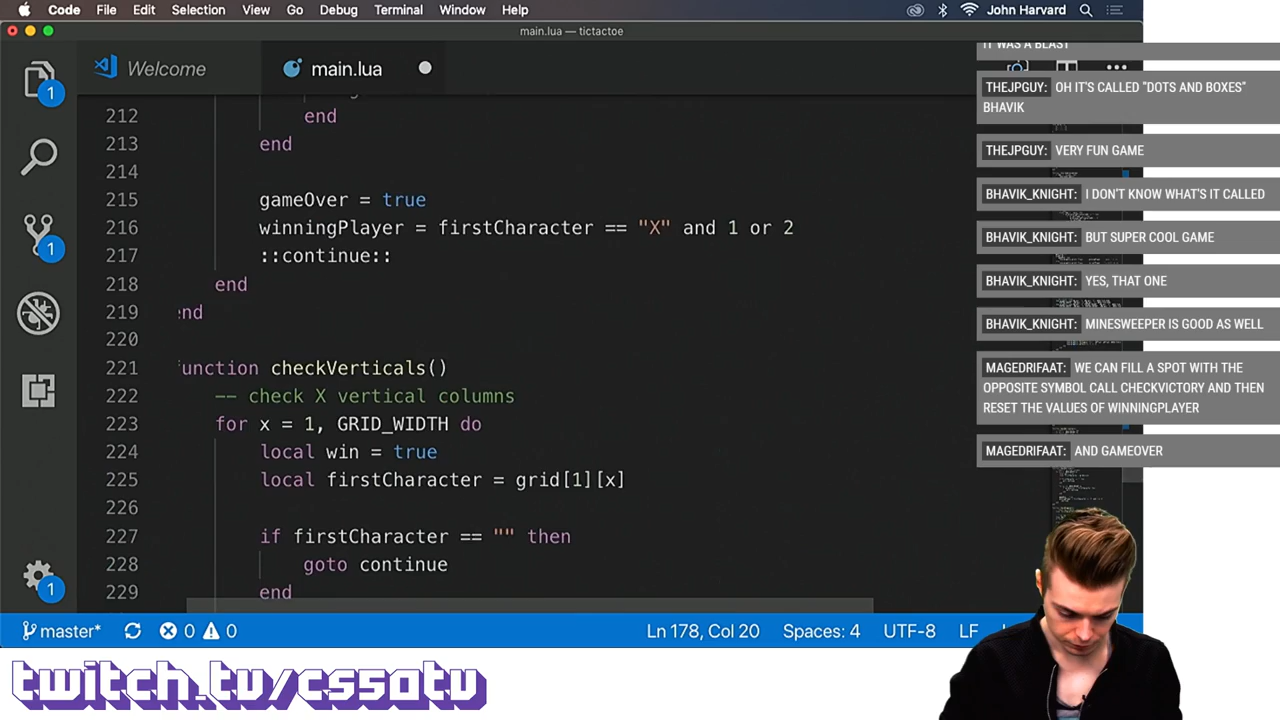 Code File Edit Selection View Go Debug Terminal Window Help John Harvard
main.lua — tictactoe
Welcome main.lua
212 end
213 end
214
215 gameOver = true
216 winningPlayer = firstCharacter == "X" and 1 or 2
217 ::continue::
218 end
219 end
220
221 unction checkVerticals()
222 -- check X vertical columns
223 for x = 1, GRID_WIDTH do
224 local win = true
225 local firstCharacter = grid[1][x]
226
227 if firstCharacter == "" then
228 goto continue
229 end
1
1
1
master* 0 0 Ln 178, Col 20 Spaces: 4 UTF-8 LF
IT WAS A BLAST
THEJPGUY: OH IT'S CALLED "DOTS AND BOXES"
BHAVIK
THEJPGUY: VERY FUN GAME
BHAVIK_KNIGHT: I DON'T KNOW WHAT'S IT CALLED
BHAVIK_KNIGHT: BUT SUPER COOL GAME
BHAVIK_KNIGHT: YES, THAT ONE
BHAVIK_KNIGHT: MINESWEEPER IS GOOD AS WELL
MAGEDRIFAAT: WE CAN FILL A SPOT WITH THE
OPPOSITE SYMBOL CALL CHECKVICTORY AND THEN
RESET THE VALUES OF WINNINGPLAYER
MAGEDRIFAAT: AND GAMEOVER
twitch.tv/cs50tv